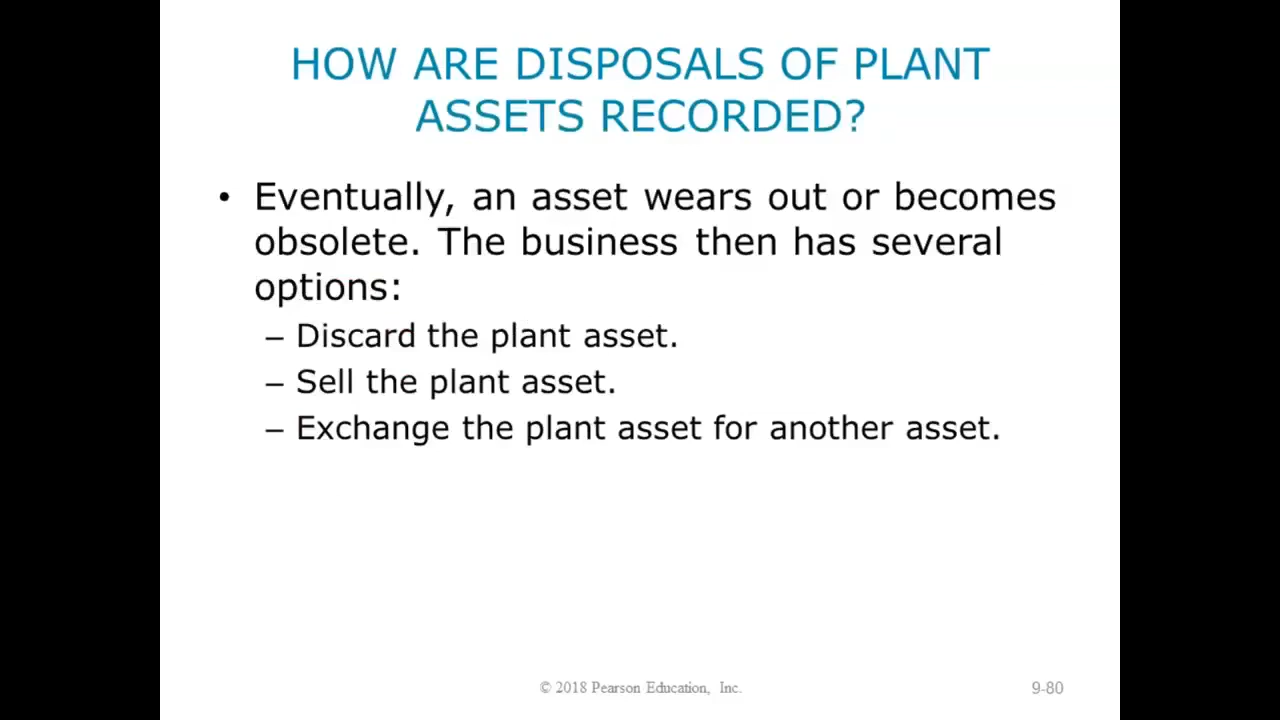 HOW ARE DISPOSALS OF PLANT
ASSETS RECORDED?
• Eventually, an asset wears out or becomes
obsolete. The business then has several
options:
– Discard the plant asset.
– Sell the plant asset.
– Exchange the plant asset for another asset.
© 2018 Pearson Education, Inc.
9-80